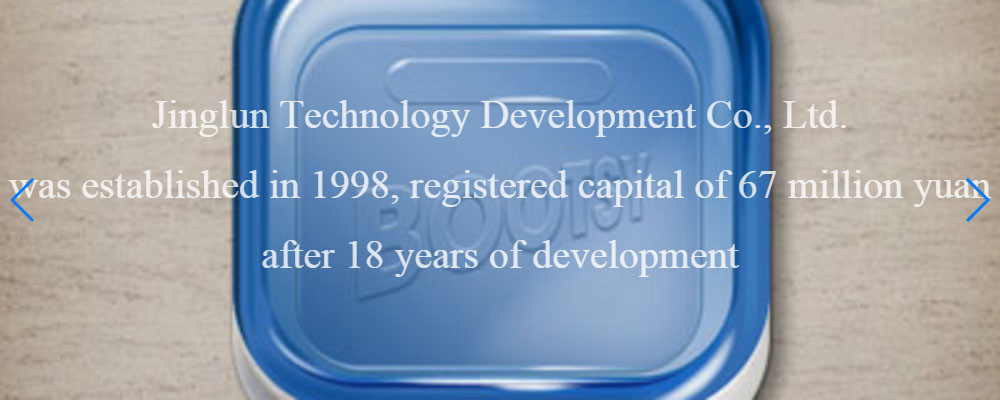 Jinglun Technology Development Co., Ltd.
was established in 1998, registered capital of 67 million yuan
BOOTSY
after 18 years of development